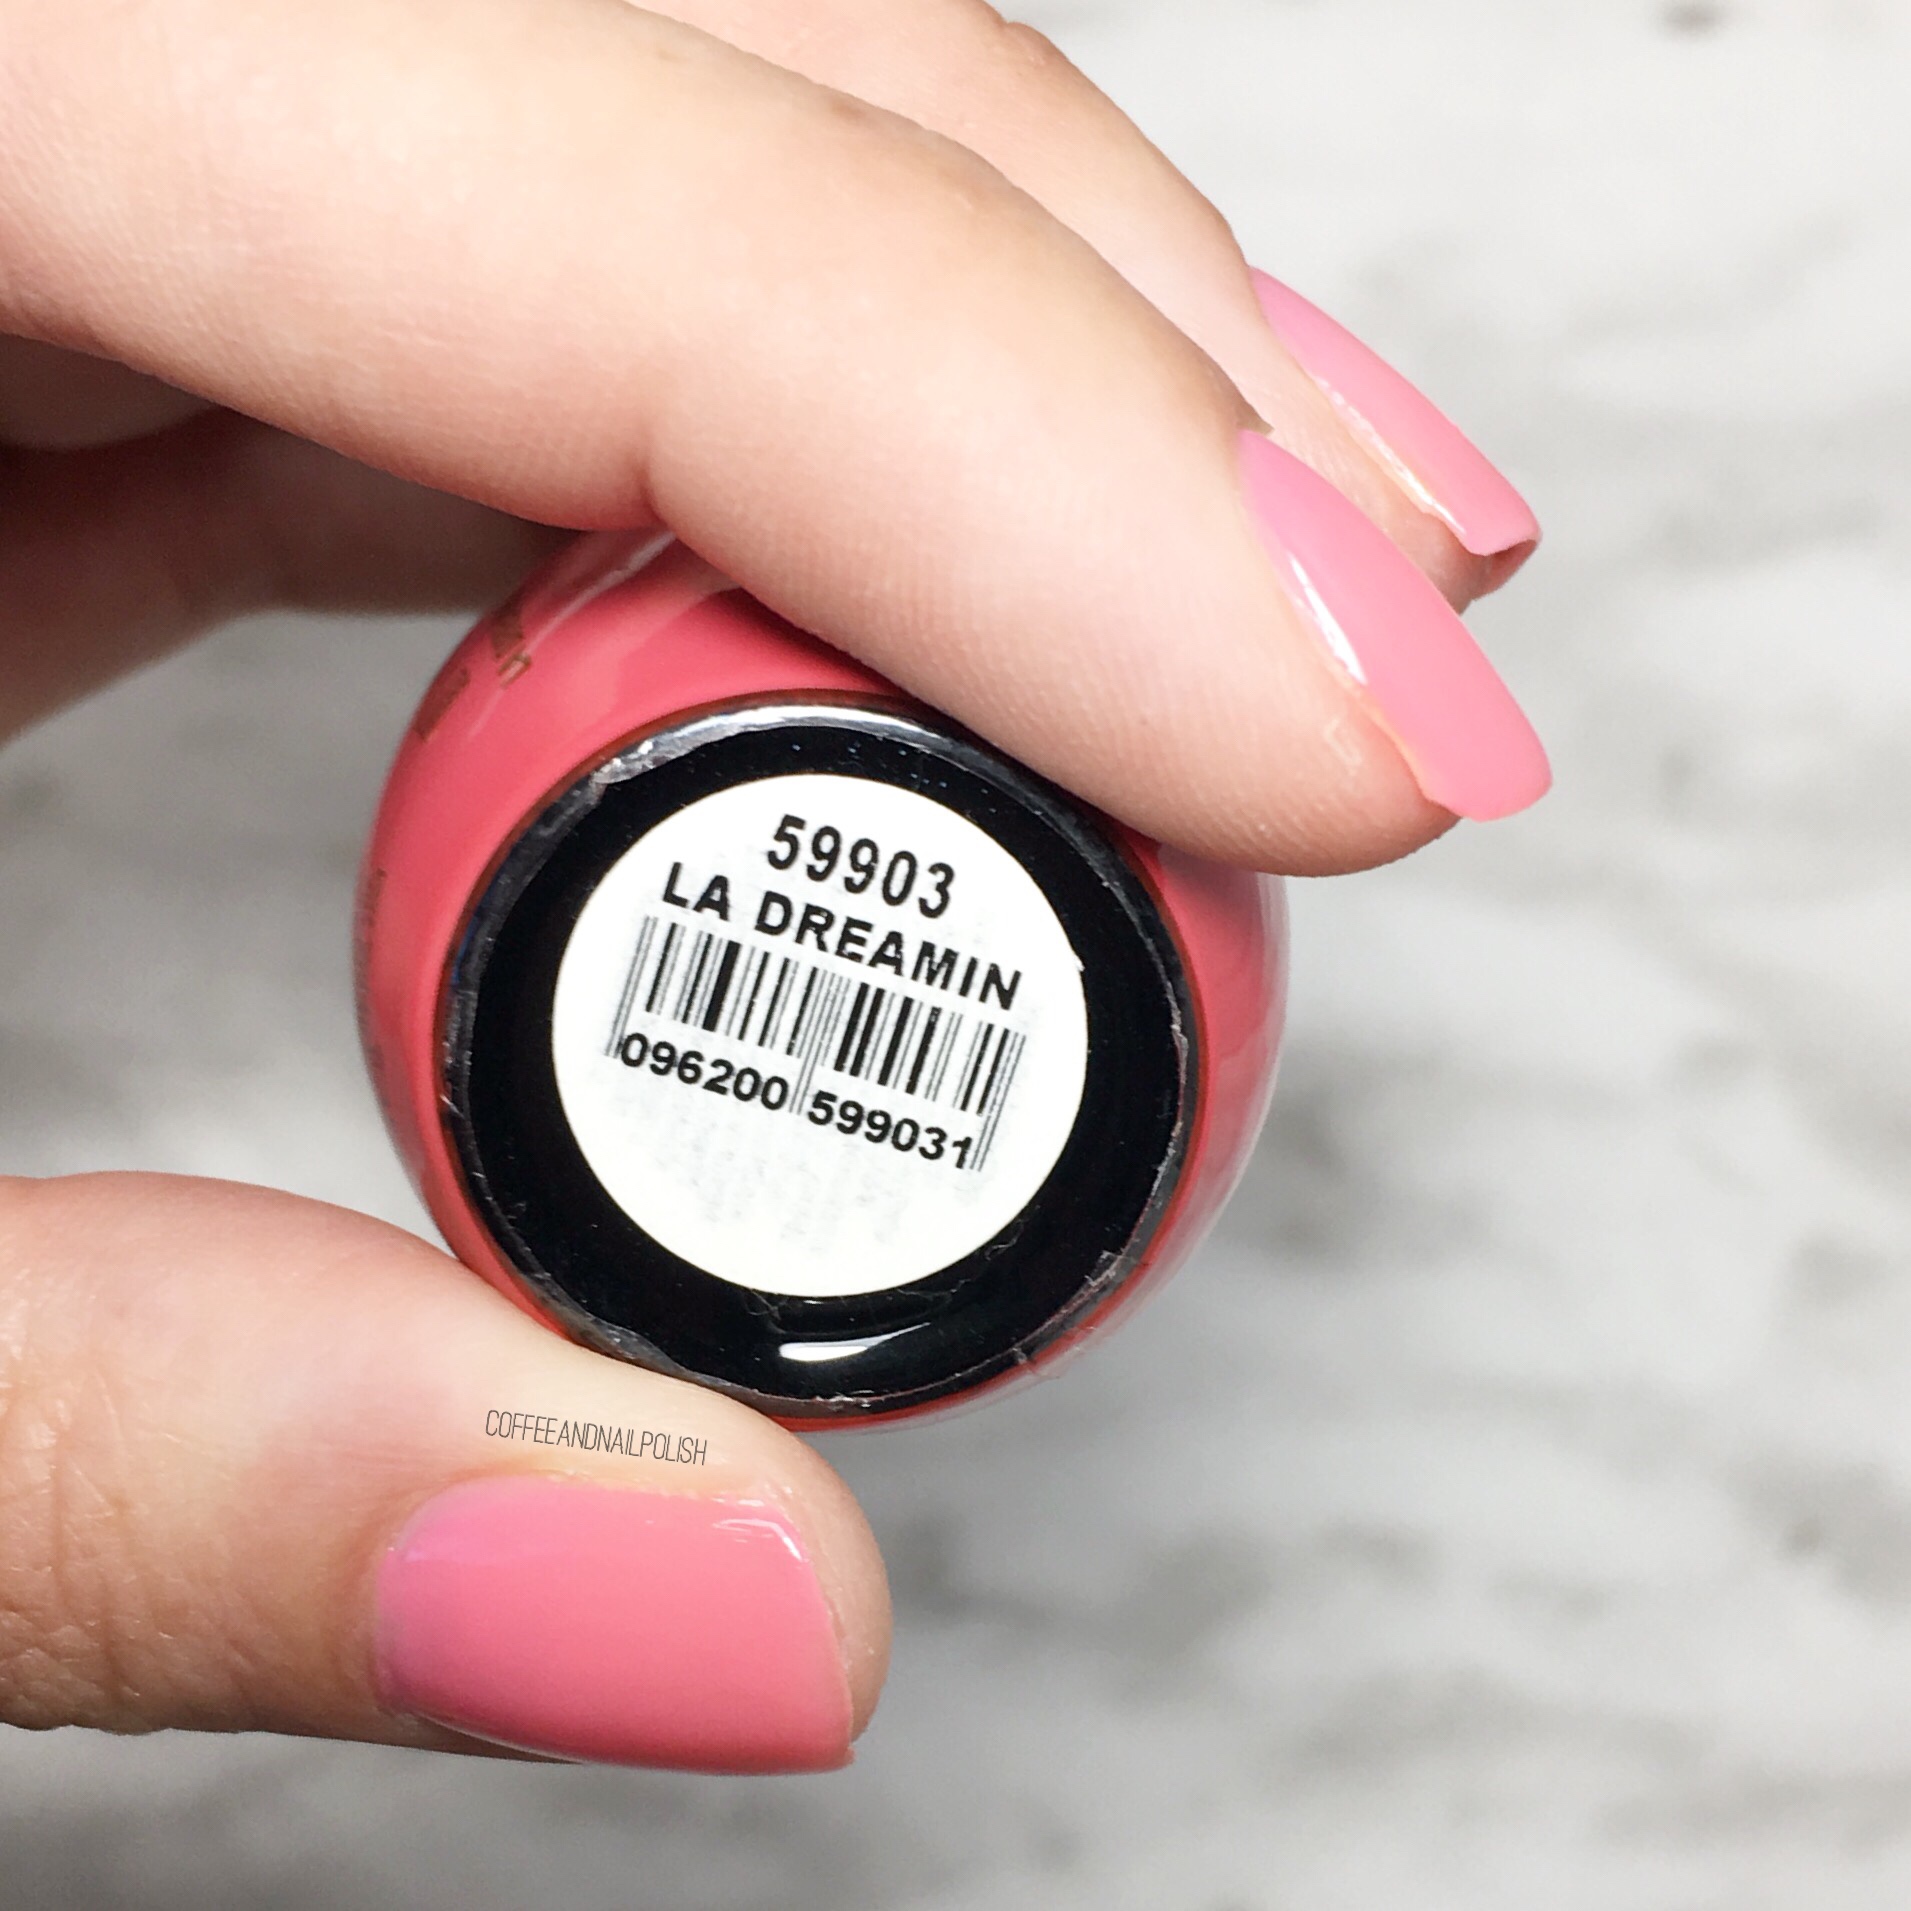 59903
LA DREAMIN
096200 599031
COFFEEANDNAILPOLISH